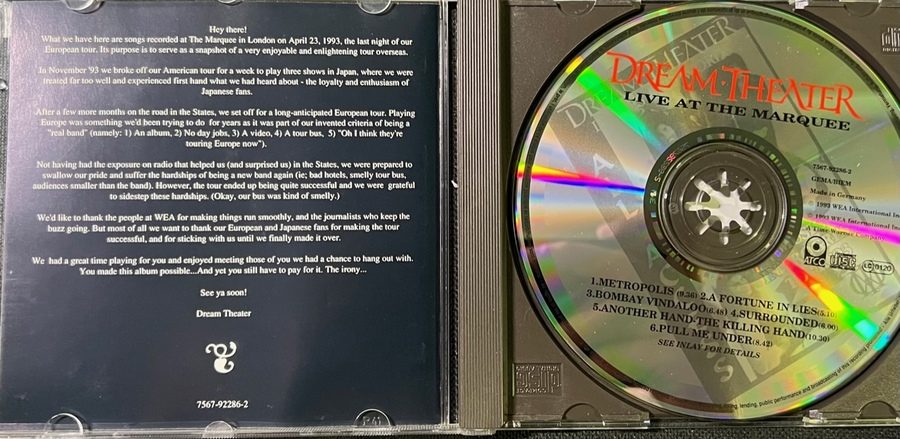 Hey there!
What we have here are songs recorded at The Marquee in London on April 23, 1993, the last night of our
European tour. Its purpose is to serve as a snapshot of a very enjoyable and enlightening tour overseas.
In November '93 we broke off our American tour for a week to play three shows in Japan, where we were
treated far too well and experienced first hand what we had heard about - the loyalty and enthusiasm of
Japanese fans.
After a few more months on the road in the States, we set off for a long-anticipated European tour. Playing
Europe was something we'd been trying to do for years as it was part of our invented criteria of being a
"real band" (namely: 1) An album, 2) No day jobs, 3) A video, 4) A tour bus, 5) "Oh I think they're
touring Europe now").
Not having had the exposure on radio that helped us (and surprised us) in the States, we were prepared to
swallow our pride and suffer the hardships of being a new band again (ie; bad hotels, smelly tour bus,
audiences smaller than the band). However, the tour ended up being quite successful and we were grateful
to sidestep these hardships. (Okay, our bus was kind of smelly.)
We'd like to thank the people at WEA for making things run smoothly, and the journalists who keep the
buzz going. But most of all we want to thank our European and Japanese fans for making the tour
successful, and for sticking with us until we finally made it over.
We had a great time playing for you and enjoyed meeting those of you we had a chance to hang out with.
You made this album possible...And yet you still have to pay for it. The irony...
See ya soon!
Dream Theater
7567-92286-2
DREAM·THEATER
LIVE AT THE MARQUEE
7567-92286-2
GEMA/BIEM
Made in Germany
℗ 1993 WEA International In
© 1993 WEA International In
A Time Warner Company
ATCO
LC 0120
1.METROPOLIS (9.36) 2.A FORTUNE IN LIES(5.10)
3.BOMBAY VINDALOO(6.48) 4.SURROUNDED(6.00)
5.ANOTHER HAND-THE KILLING HAND(10.30)
6.PULL ME UNDER(8.42)
SEE INLAY FOR DETAILS
lending, public performance and broadcasting of this recording